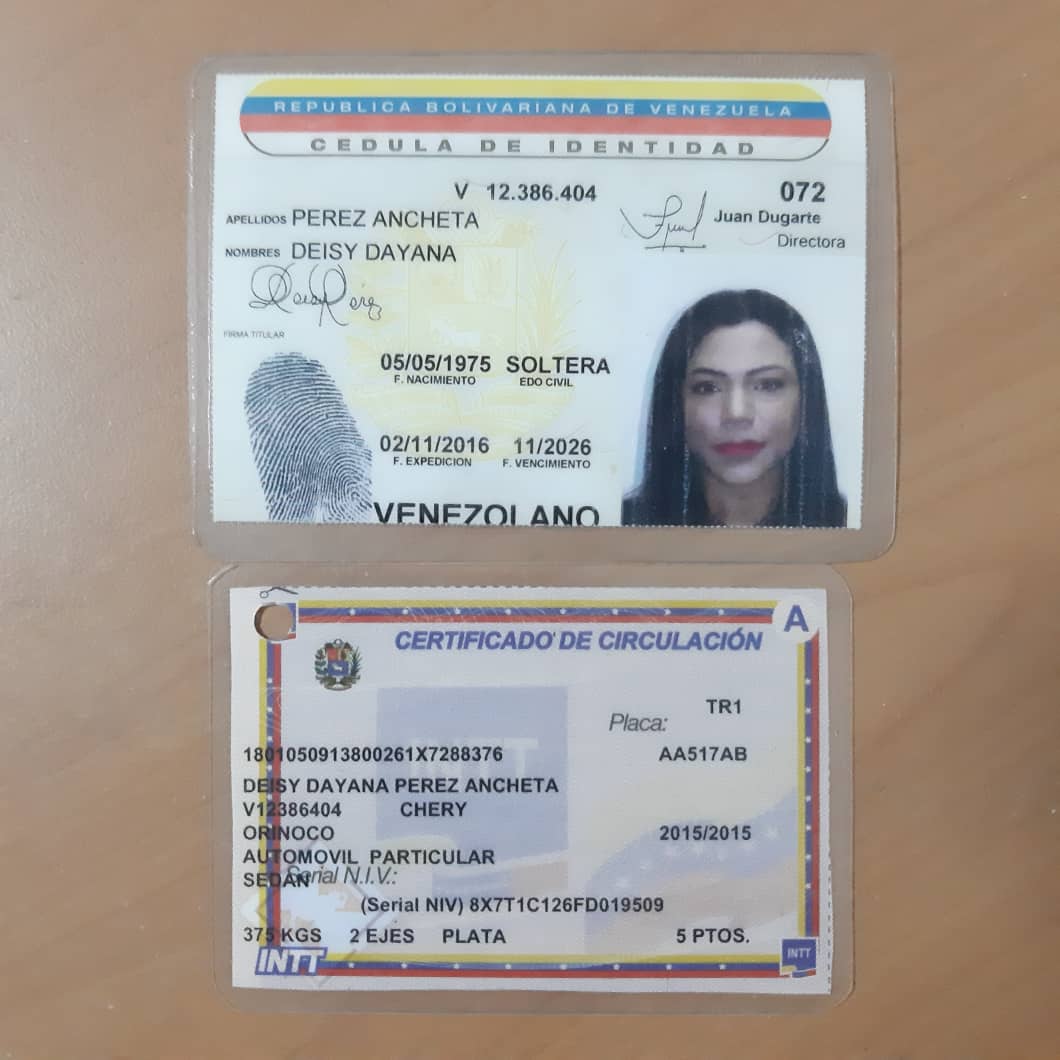 REPUBLICA BOLIVARIANA DE VENEZUELA
CEDULA DE IDENTIDAD
V 12.386.404 072
APELLIDOS PEREZ ANCHETA Juan Dugarte
Directora
NOMBRES DEISY DAYANA
Deisy Perez
FIRMA TITULAR
05/05/1975 SOLTERA
F. NACIMIENTO EDO CIVIL
02/11/2016 11/2026
F. EXPEDICION F. VENCIMIENTO
VENEZOLANO
A
CERTIFICADO DE CIRCULACIÓN
TR1
Placa:
INTT
1801050913800261X7288376 AA517AB
DEISY DAYANA PEREZ ANCHETA
V12386404 CHERY
ORINOCO 2015/2015
AUTOMOVIL PARTICULAR
SEDAN Serial N.I.V.:
(Serial NIV) 8X7T1C126FD019509
375 KGS 2 EJES PLATA 5 PTOS.
INTT INTT